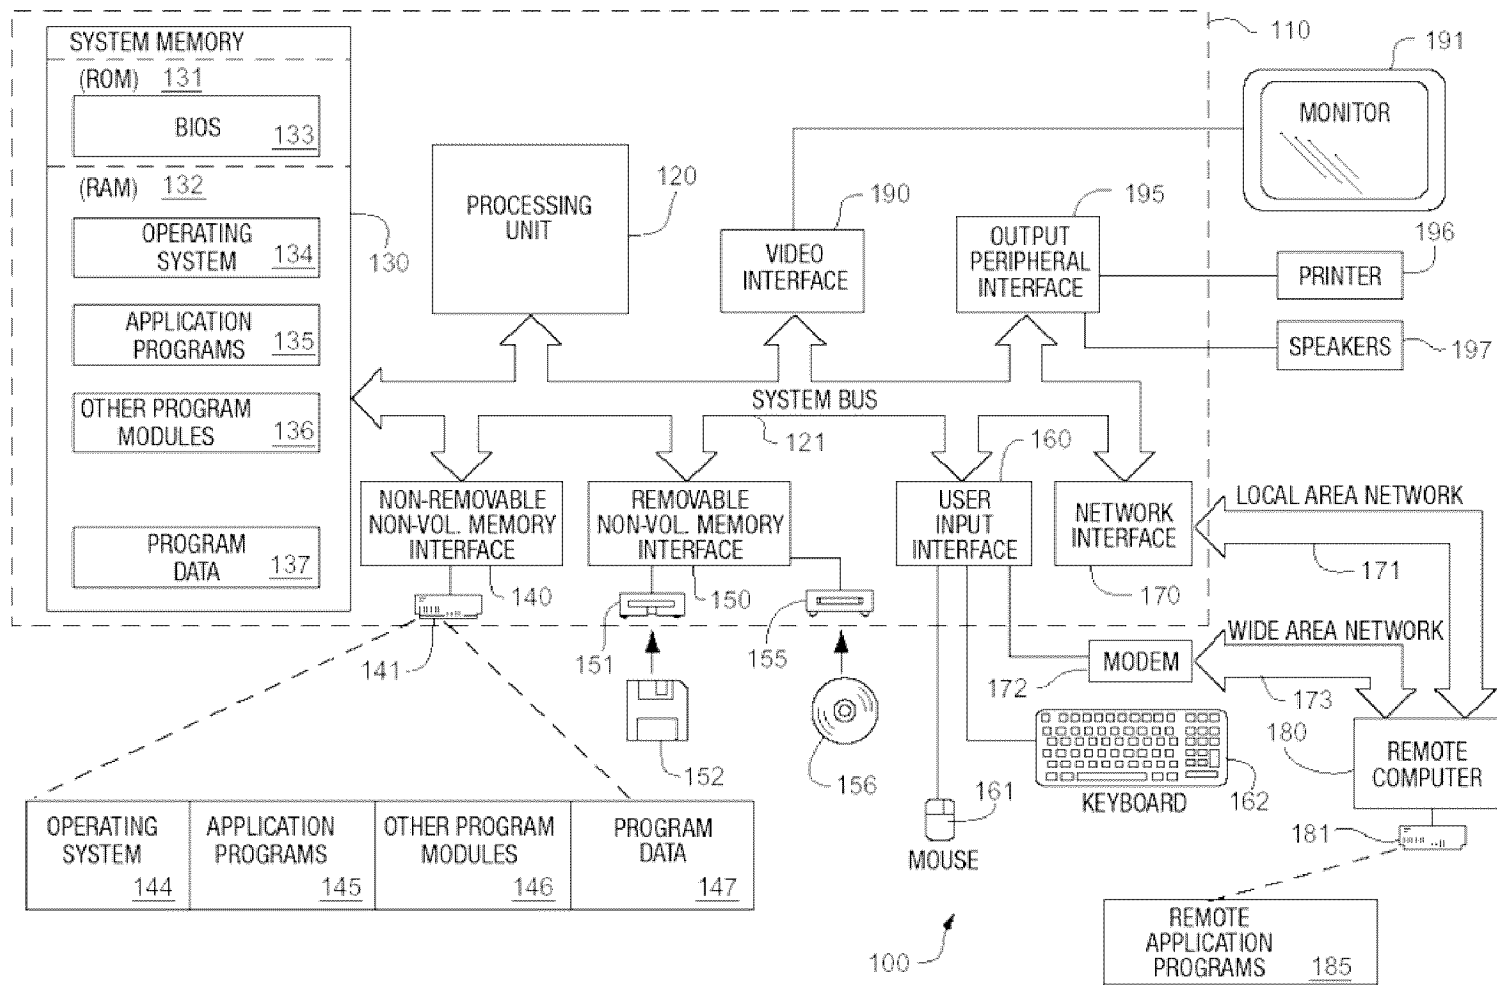 110
SYSTEM MEMORY
(ROM) 131
BIOS 133
(RAM) 132
OPERATING
SYSTEM 134
APPLICATION
PROGRAMS 135
OTHER PROGRAM
MODULES 136
PROGRAM
DATA 137
130
PROCESSING
UNIT
120
VIDEO
INTERFACE
190
OUTPUT
PERIPHERAL
INTERFACE
195
MONITOR
191
PRINTER
196
SPEAKERS
197
SYSTEM BUS
121
NON-REMOVABLE
NON-VOL. MEMORY
INTERFACE
140
REMOVABLE
NON-VOL. MEMORY
INTERFACE
150
USER
INPUT
INTERFACE
160
NETWORK
INTERFACE
170
LOCAL AREA NETWORK
171
WIDE AREA NETWORK
173
MODEM
172
141
151
152
155
156
161
MOUSE
KEYBOARD
162
180
REMOTE
COMPUTER
181
OPERATING
SYSTEM
144
APPLICATION
PROGRAMS
145
OTHER PROGRAM
MODULES
146
PROGRAM
DATA
147
100
REMOTE
APPLICATION
PROGRAMS 185